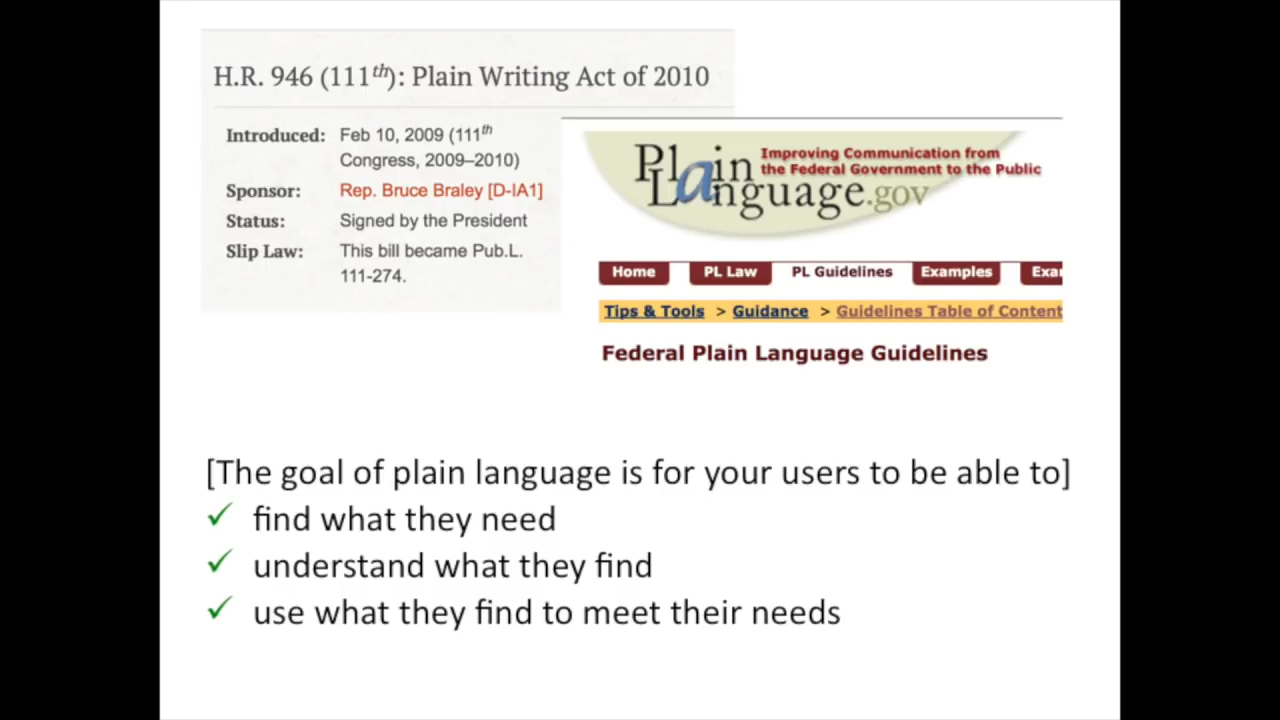 H.R. 946 (111th): Plain Writing Act of 2010
Introduced: Feb 10, 2009 (111th
Congress, 2009–2010)
Sponsor: Rep. Bruce Braley [D-IA1]
Status: Signed by the President
Slip Law: This bill became Pub.L.
111-274.
Plain Language.gov
Improving Communication from
the Federal Government to the Public
Home PL Law PL Guidelines Examples Exa
Tips & Tools > Guidance > Guidelines Table of Content
Federal Plain Language Guidelines
[The goal of plain language is for your users to be able to]
✓ find what they need
✓ understand what they find
✓ use what they find to meet their needs